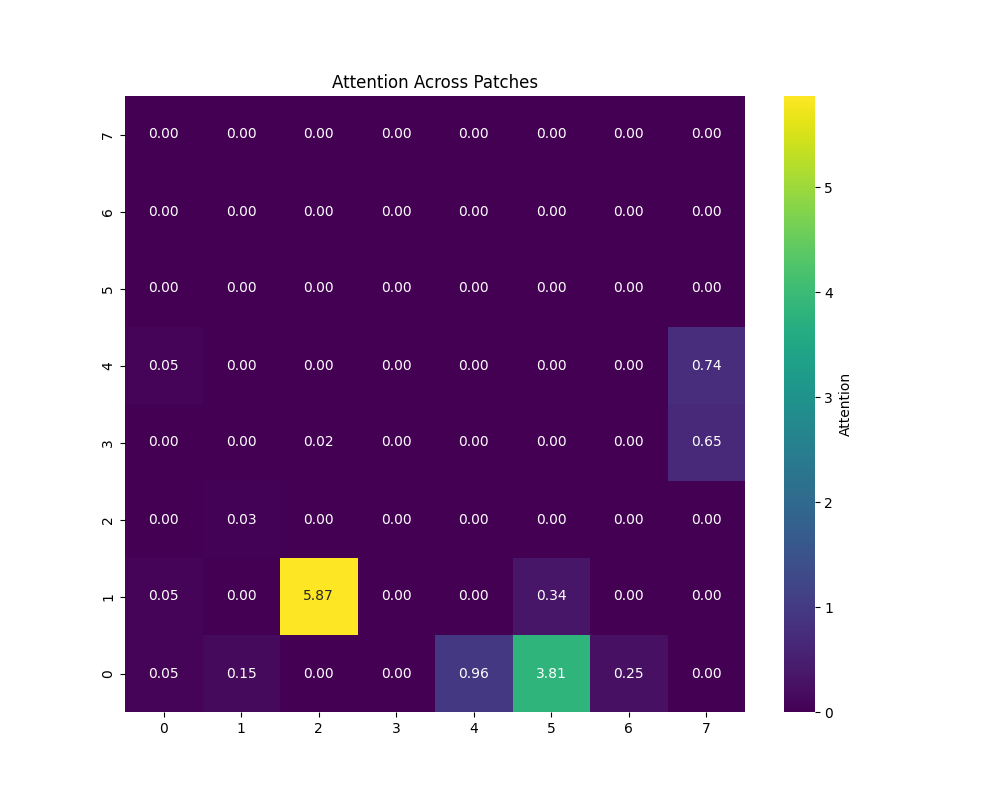 Attention Across Patches
7 0.00 0.00 0.00 0.00 0.00 0.00 0.00 0.00
6 0.00 0.00 0.00 0.00 0.00 0.00 0.00 0.00
5 0.00 0.00 0.00 0.00 0.00 0.00 0.00 0.00
4 0.05 0.00 0.00 0.00 0.00 0.00 0.00 0.74
3 0.00 0.00 0.02 0.00 0.00 0.00 0.00 0.65
2 0.00 0.03 0.00 0.00 0.00 0.00 0.00 0.00
1 0.05 0.00 5.87 0.00 0.00 0.34 0.00 0.00
0 0.05 0.15 0.00 0.00 0.96 3.81 0.25 0.00
0 1 2 3 4 5 6 7
5
4
3
2
1
0
Attention